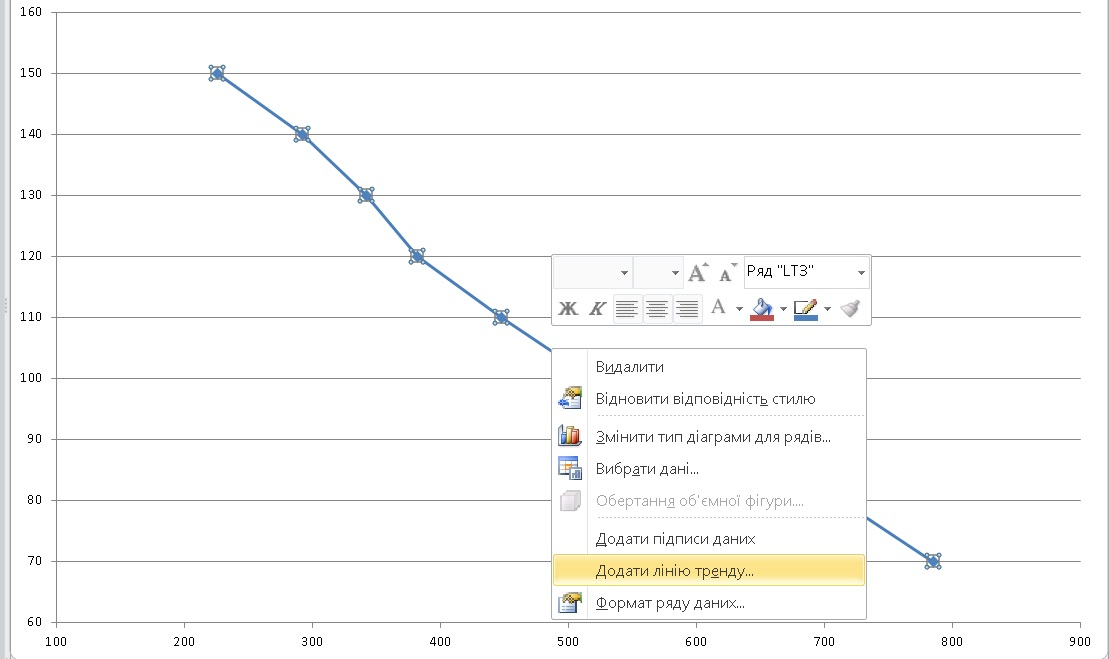 160
150
140
130
120
110
100
90
80
70
60
100 200 300 400 500 600 700 800 900
А А Ряд "LT3"
Ж К А
Видалити
Відновити відповідність стилю
Змінити тип діаграми для рядів...
Вибрати дані...
Обертання об'ємної фігури....
Додати підписи даних
Додати лінію тренду...
Формат ряду даних...